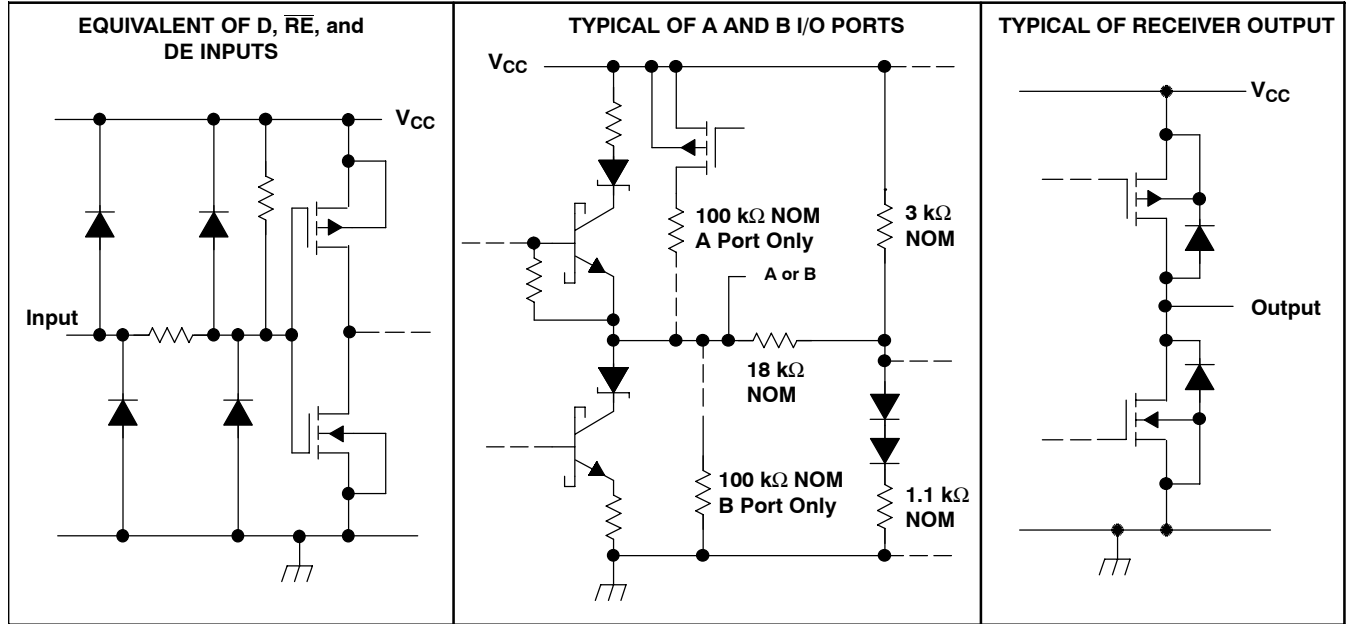 EQUIVALENT OF D, R̅E̅, and
DE INPUTS
VCC
Input
TYPICAL OF A AND B I/O PORTS
VCC
100 kΩ NOM
A Port Only
3 kΩ
NOM
A or B
18 kΩ
NOM
100 kΩ NOM
B Port Only
1.1 kΩ
NOM
TYPICAL OF RECEIVER OUTPUT
VCC
Output